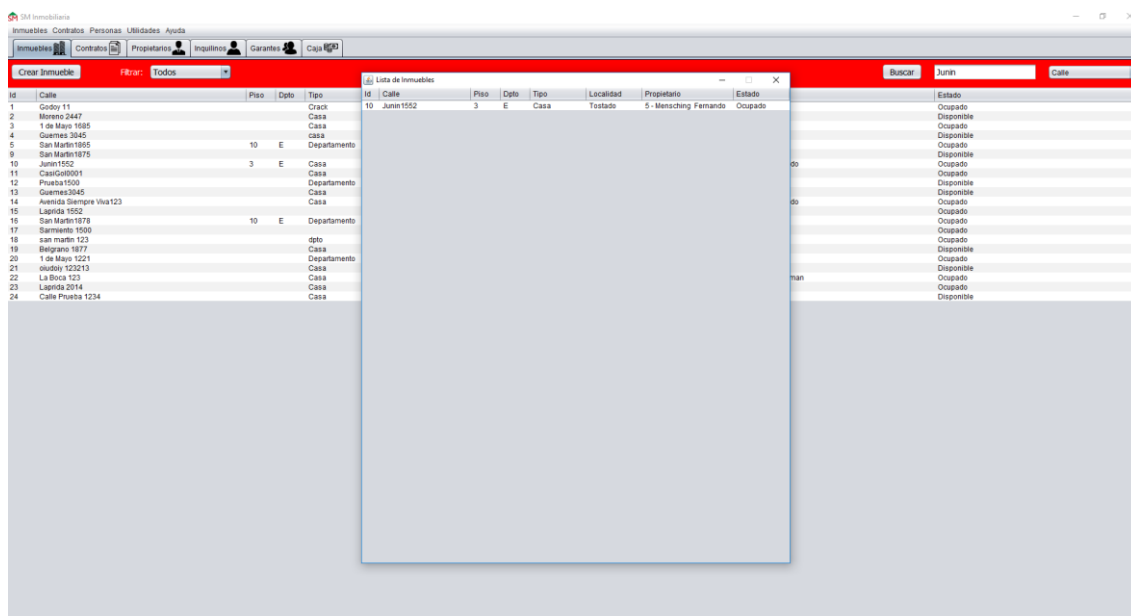 SM Inmobiliaria
Inmuebles Contratos Personas Utilidades Ayuda
Inmuebles Contratos Propietarios Inquilinos Garantes Caja
Crear Inmueble Filtrar: Todos Buscar Junin Calle
Lista de Inmuebles
Id Calle Piso Dpto Tipo Localidad Propietario Estado
10 Junin1552 3 E Casa Tostado 5 - Mensching Fernando Ocupado
Id Calle Piso Dpto Tipo Estado
1 Godoy 11 Crack Ocupado
2 Moreno 2447 Casa Disponible
3 1 de Mayo 1685 Casa Ocupado
4 Guemes 3045 casa Disponible
5 San Martin1865 10 E Departamento Ocupado
9 San Martin1875 Disponible
10 Junin1552 3 E Casa do Ocupado
11 CasiGol0001 Casa Ocupado
12 Prueba1500 Departamento Disponible
13 Guemes3045 Casa Disponible
14 Avenida Siempre Viva123 Casa do Ocupado
15 Laprida 1552 Ocupado
16 San Martin1878 10 E Departamento Ocupado
17 Sarmiento 1500 Ocupado
18 san martin 123 dpto Ocupado
19 Belgrano 1877 Casa Disponible
20 1 de Mayo 1221 Departamento Ocupado
21 oiudoiy 123213 Casa Disponible
22 La Boca 123 Casa man Ocupado
23 Laprida 2014 Casa Ocupado
24 Calle Prueba 1234 Casa Disponible